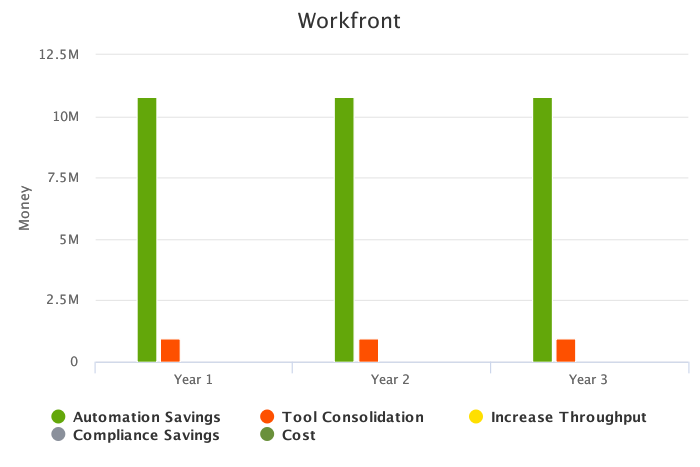 Workfront
12.5M
10M
7.5M
5M
2.5M
0
Money
Year 1 Year 2 Year 3
Automation Savings Tool Consolidation Increase Throughput
Compliance Savings Cost